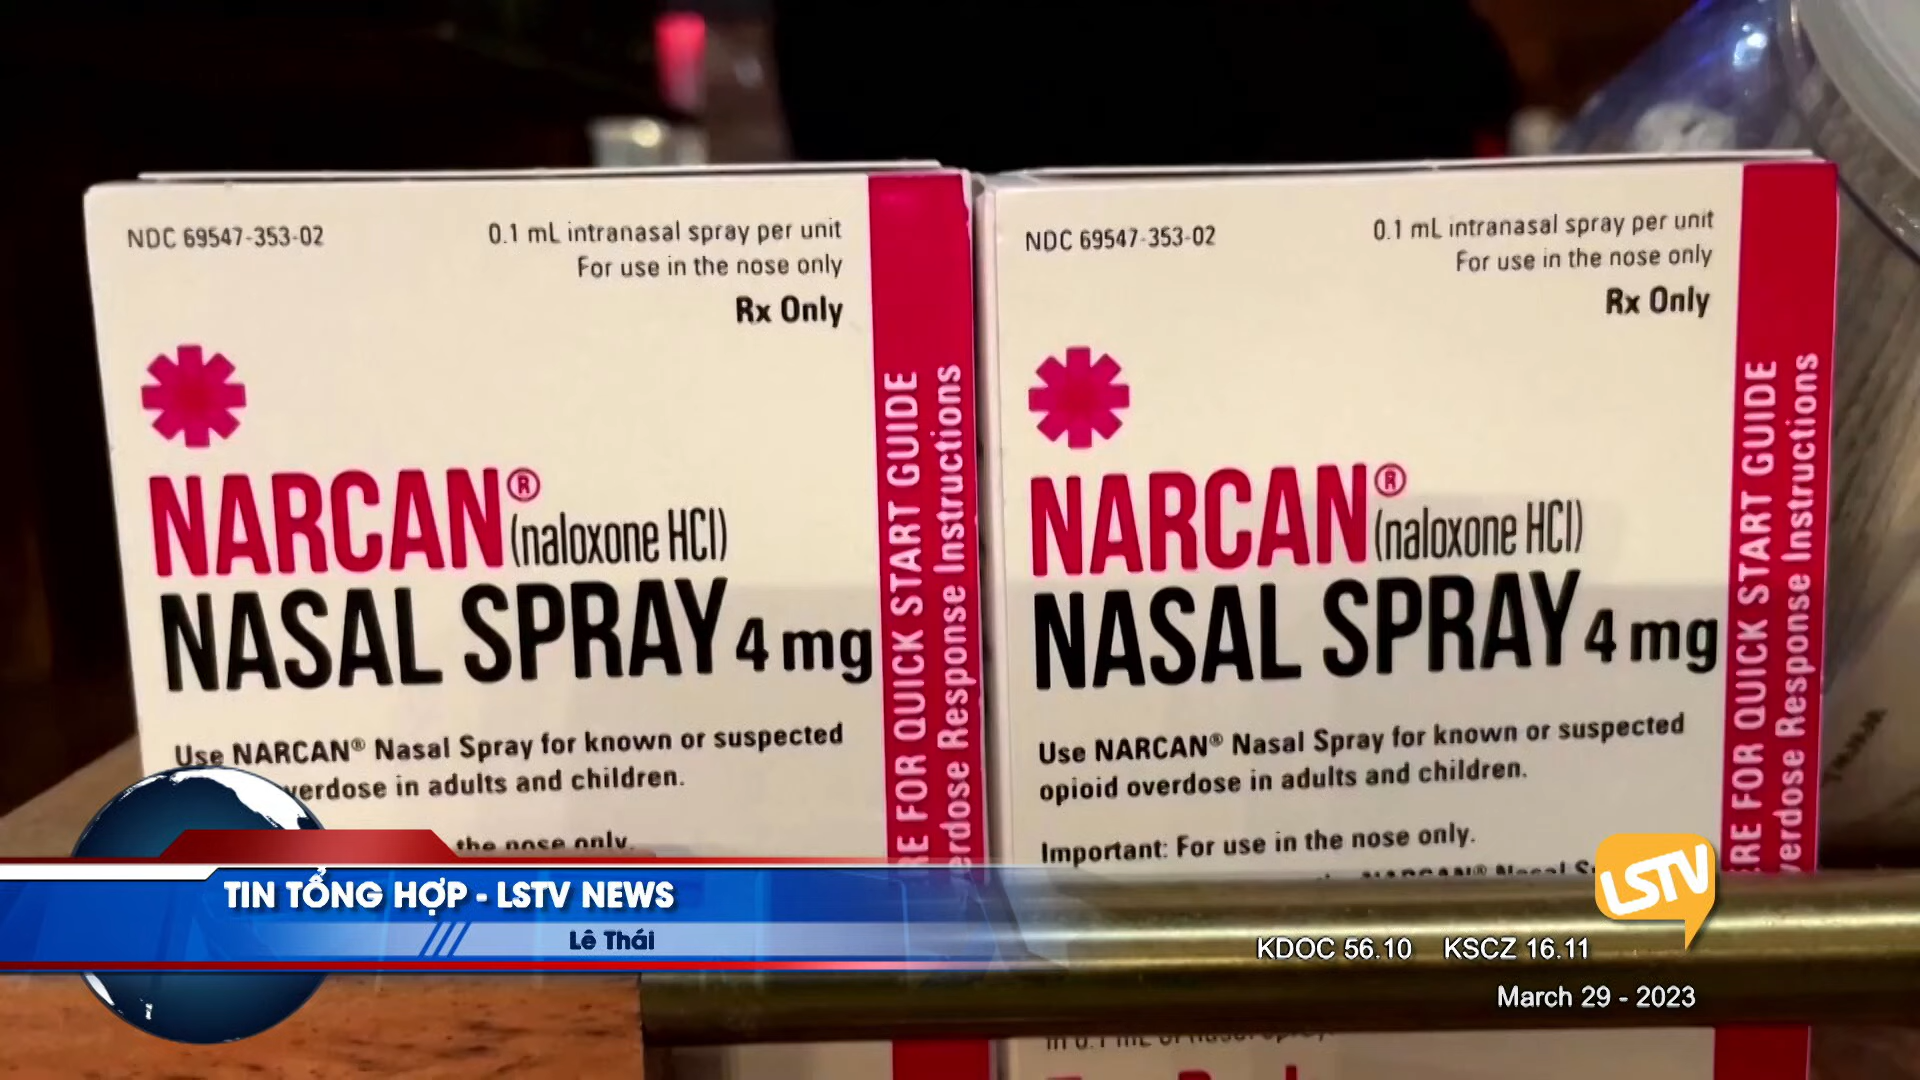 NDC 69547-353-02
0.1 mL intranasal spray per unit
For use in the nose only
Rx Only
NARCAN® (naloxone HCl)
NASAL SPRAY 4 mg
Use NARCAN® Nasal Spray for known or suspected
overdose in adults and children.
the nose only.
RE FOR QUICK START GUIDE
verdose Response Instructions
NDC 69547-353-02
0.1 mL intranasal spray per unit
For use in the nose only
Rx Only
NARCAN® (naloxone HCl)
NASAL SPRAY 4 mg
Use NARCAN® Nasal Spray for known or suspected
opioid overdose in adults and children.
Important: For use in the nose only.
NARCAN® Nasal
ERE FOR QUICK START GUIDE
verdose Response Instructions
TIN TỔNG HỢP - LSTV NEWS
Lê Thái
LSTV
KDOC 56.10 KSCZ 16.11
March 29 - 2023